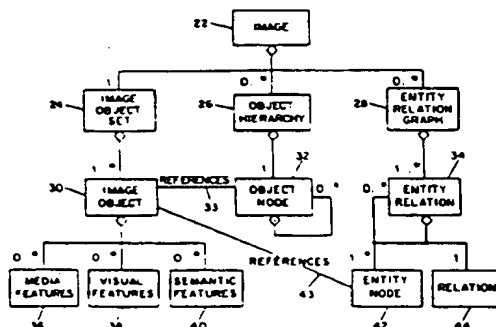 22
IMAGE
1
0..*
0..*
24
IMAGE
OBJECT
SET
26
OBJECT
HIERARCHY
28
ENTITY
RELATION
GRAPH
1..*
1
32
1..*
34
30
IMAGE
OBJECT
REFERENCES
33
OBJECT
NODE
0..*
0..*
ENTITY
RELATION
0..*
0..*
0..*
REFERENCES
43
1..*
1
MEDIA
FEATURES
VISUAL
FEATURES
SEMANTIC
FEATURES
ENTITY
NODE
RELATION
36
38
40
42
44